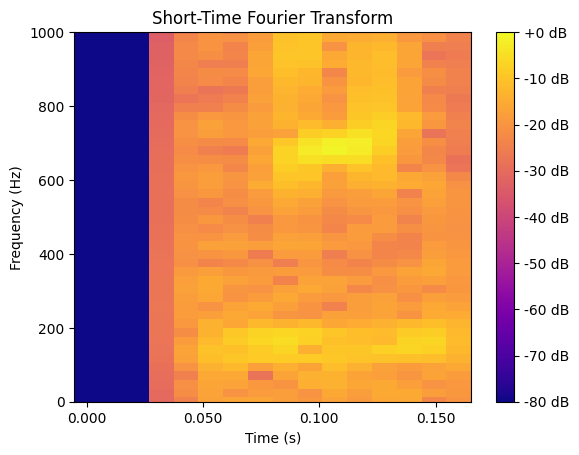 Short-Time Fourier Transform
1000
800
600
400
200
0
Frequency (Hz)
0.000
0.050
0.100
0.150
Time (s)
+0 dB
-10 dB
-20 dB
-30 dB
-40 dB
-50 dB
-60 dB
-70 dB
-80 dB